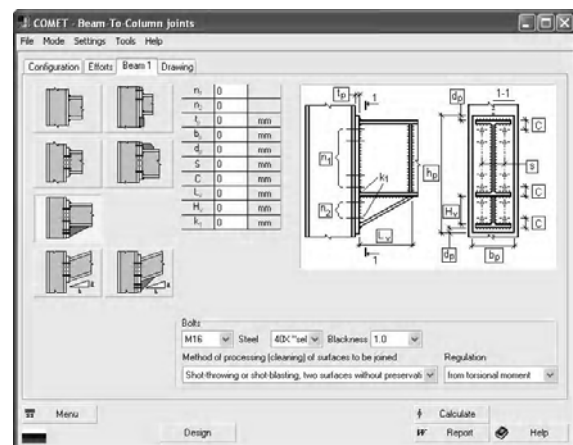 COMET - Beam-To-Column joints
File Mode Settings Tools Help
Configuration Efforts Beam 1 Drawing
n₁ 0
n₂ 0
tₚ 0 mm
bₚ 0 mm
dₚ 0 mm
S 0 mm
C 0 mm
Lᵥ 0 mm
Hᵥ 0 mm
k₁ 0 mm
tₚ 1 dₚ 1-1
n₁ k₁ hₚ C s
n₂ Hᵥ C
C
Lᵥ dₚ bₚ
1
Bolts
M16 Steel 40X "sel Blackness 1.0
Method of processing (cleaning) of surfaces to be joined Regulation
Shot-throwing or shot-blasting, two surfaces without preservati from torsional moment
Menu Calculate
Design Report Help